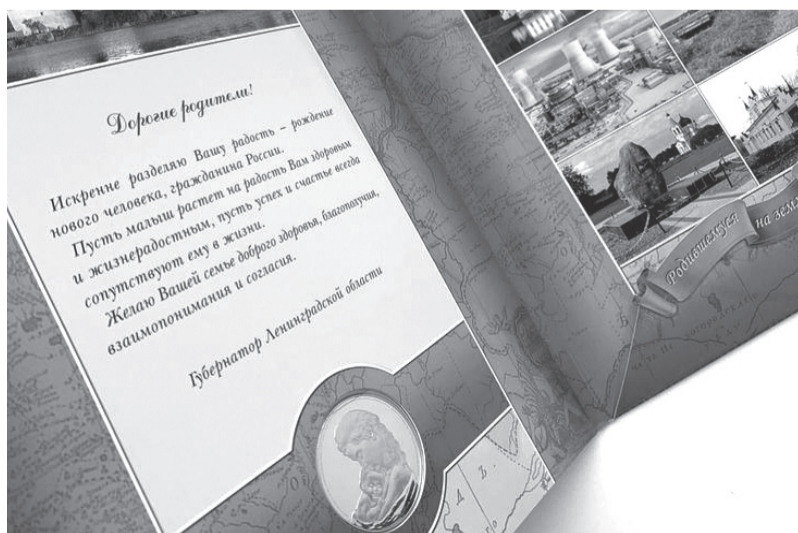 Дорогие родители!
Искренне разделяю Вашу радость – рождение
нового человека, гражданина России.
Пусть малыш растет на радость Вам здоровым
и жизнерадостным, пусть успех и счастье всегда
сопутствуют ему в жизни.
Желаю Вашей семье доброго здоровья, благополучия,
взаимопонимания и согласия.
Губернатор Ленинградской области
Родившемуся на